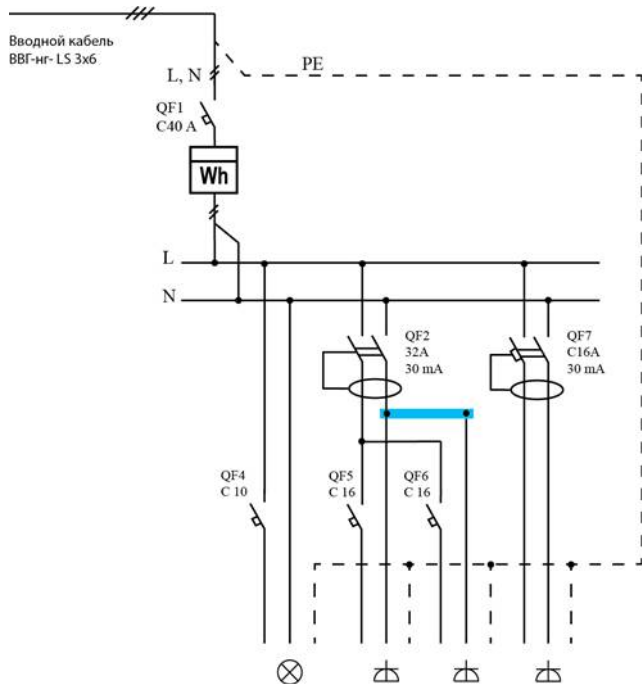 Вводной кабель
ВВГ-нг- LS 3x6
PE
L, N
QF1
C40 A
Wh
L
N
QF2
32A
30 mA
QF7
C16A
30 mA
QF4
C 10
QF5
C 16
QF6
C 16